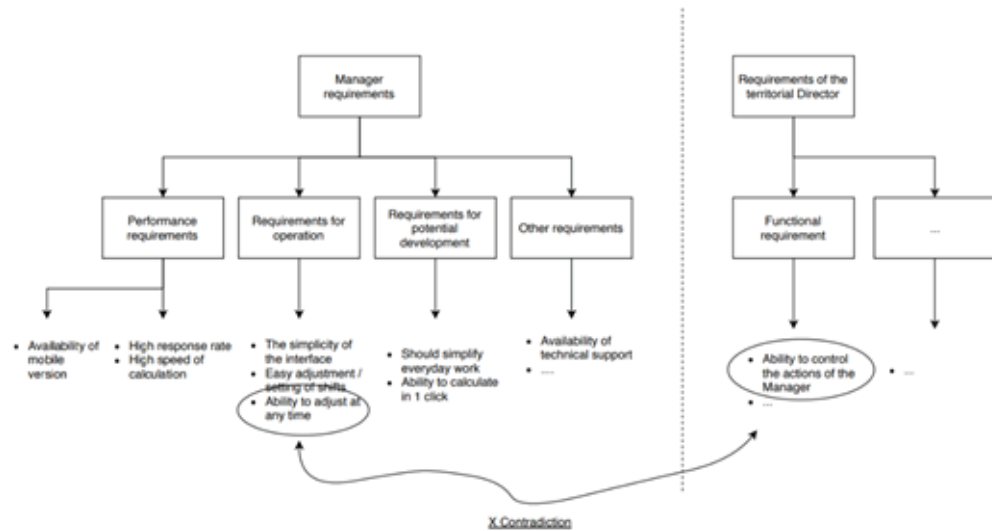 Manager
requirements
Requirements of the
territorial Director
Performance
requirements
Requirements for
operation
Requirements for
potential development
Other requirements
Functional
requirement
...
• Availability of
mobile
version
• High response rate
• High speed of
calculation
• The simplicity of
the interface
• Easy adjustment /
setting of shifts
• Ability to adjust at
any time
• Should simplify
everyday work
• Ability to calculate
in 1 click
• Availability of
technical support
• ....
• Ability to control
the actions of the
Manager
• ...
• ...
X Contradiction